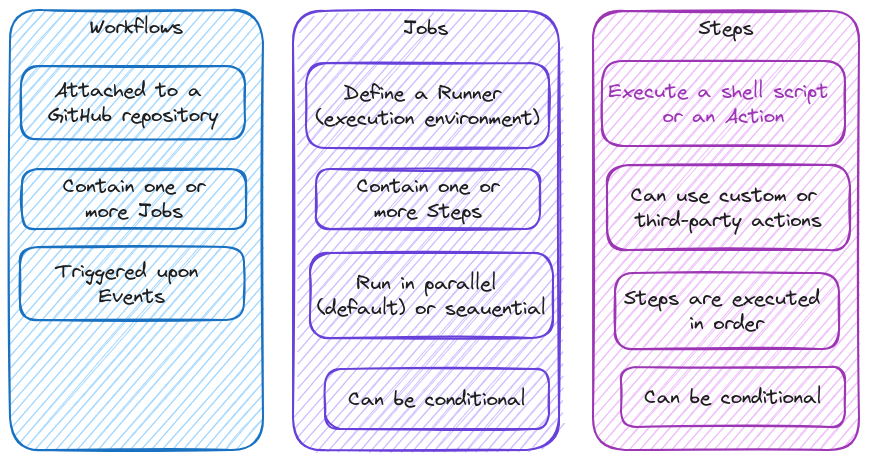 Workflows
Attached to a
GitHub repository
Contain one or
more Jobs
Triggered upon
Events
Jobs
Define a Runner
(execution environment)
Contain one or
more Steps
Run in parallel
(default) or seauential
Can be conditional
Steps
Execute a shell script
or an Action
Can use custom or
third-party actions
Steps are executed
in order
Can be conditional